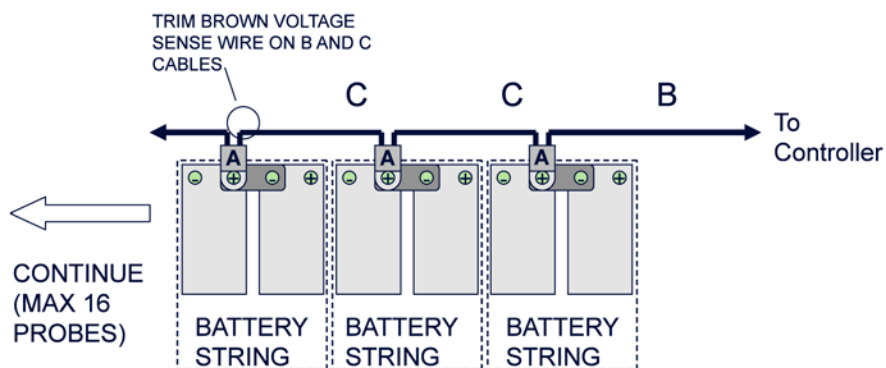 TRIM BROWN VOLTAGE
SENSE WIRE ON B AND C
CABLES
C C B
To
Controller
A A A
- + - + - + - + - + - +
CONTINUE
(MAX 16
PROBES)
BATTERY BATTERY BATTERY
STRING STRING STRING